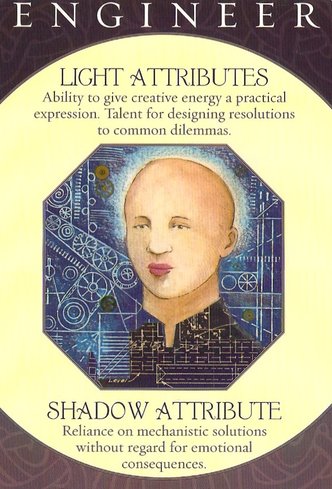 ENGINEER
LIGHT ATTRIBUTES
Ability to give creative energy a practical
expression. Talent for designing resolutions
to common dilemmas.
SHADOW ATTRIBUTE
Reliance on mechanistic solutions
without regard for emotional
consequences.